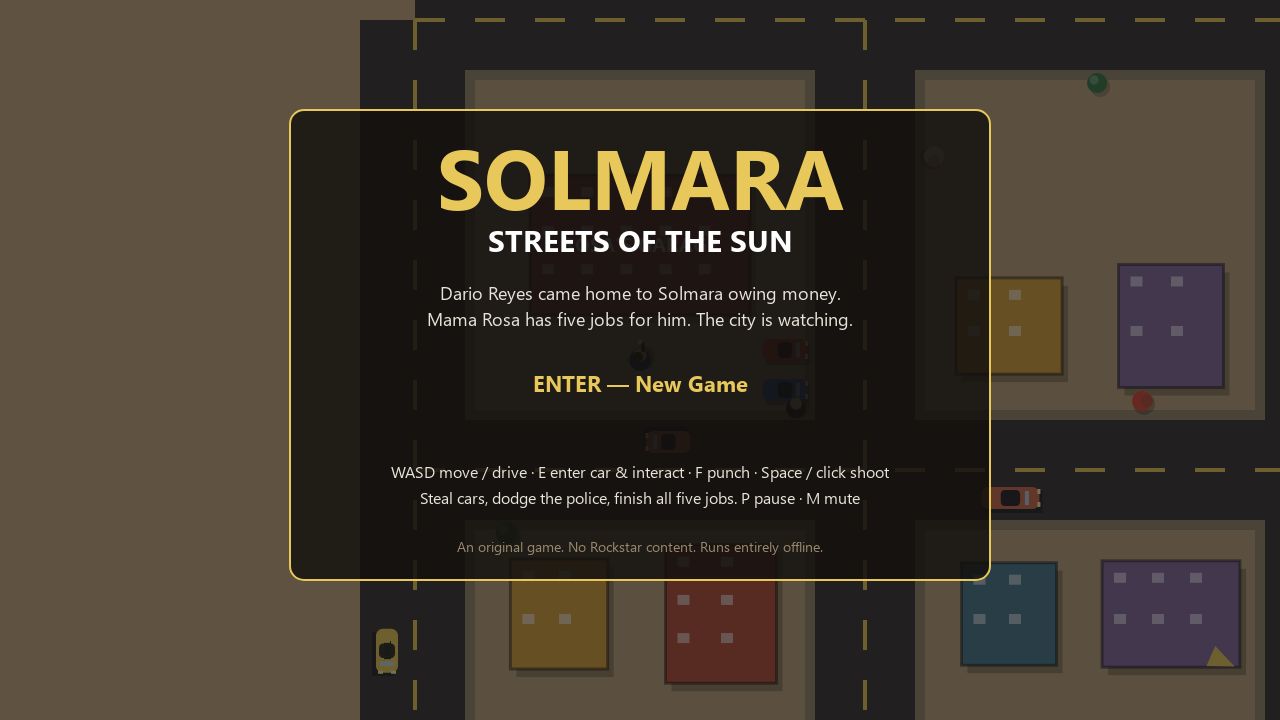 SOLMARA
STREETS OF THE SUN
Dario Reyes came home to Solmara owing money.
Mama Rosa has five jobs for him. The city is watching.
ENTER — New Game
WASD move / drive · E enter car & interact · F punch · Space / click shoot
Steal cars, dodge the police, finish all five jobs. P pause · M mute
An original game. No Rockstar content. Runs entirely offline.